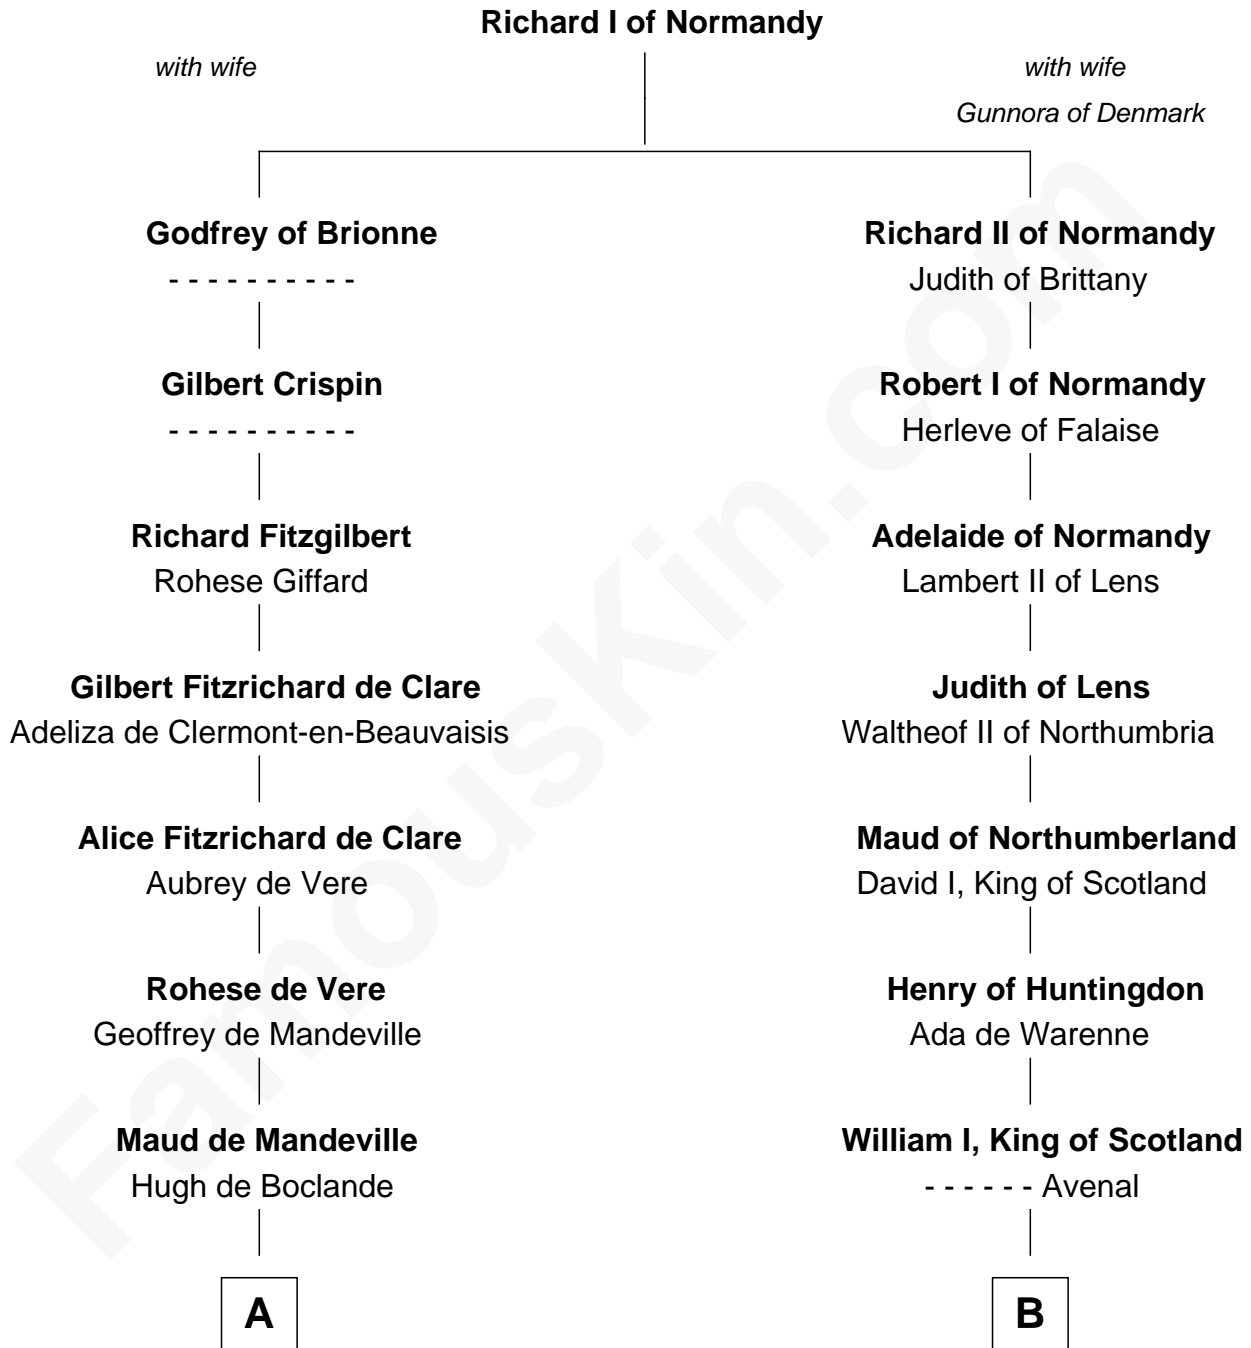 Richard I of Normandy
with wife
with wife
Gunnora of Denmark
Godfrey of Brionne
- - - - - - - - - -
Gilbert Crispin
- - - - - - - - - -
Richard Fitzgilbert
Rohese Giffard
Gilbert Fitzrichard de Clare
Adeliza de Clermont-en-Beauvaisis
Alice Fitzrichard de Clare
Aubrey de Vere
Rohese de Vere
Geoffrey de Mandeville
Maud de Mandeville
Hugh de Boclande
A
Richard II of Normandy
Judith of Brittany
Robert I of Normandy
Herleve of Falaise
Adelaide of Normandy
Lambert II of Lens
Judith of Lens
Waltheof II of Northumbria
Maud of Northumberland
David I, King of Scotland
Henry of Huntingdon
Ada de Warenne
William I, King of Scotland
- - - - - - Avenal
B
FamousKin.com